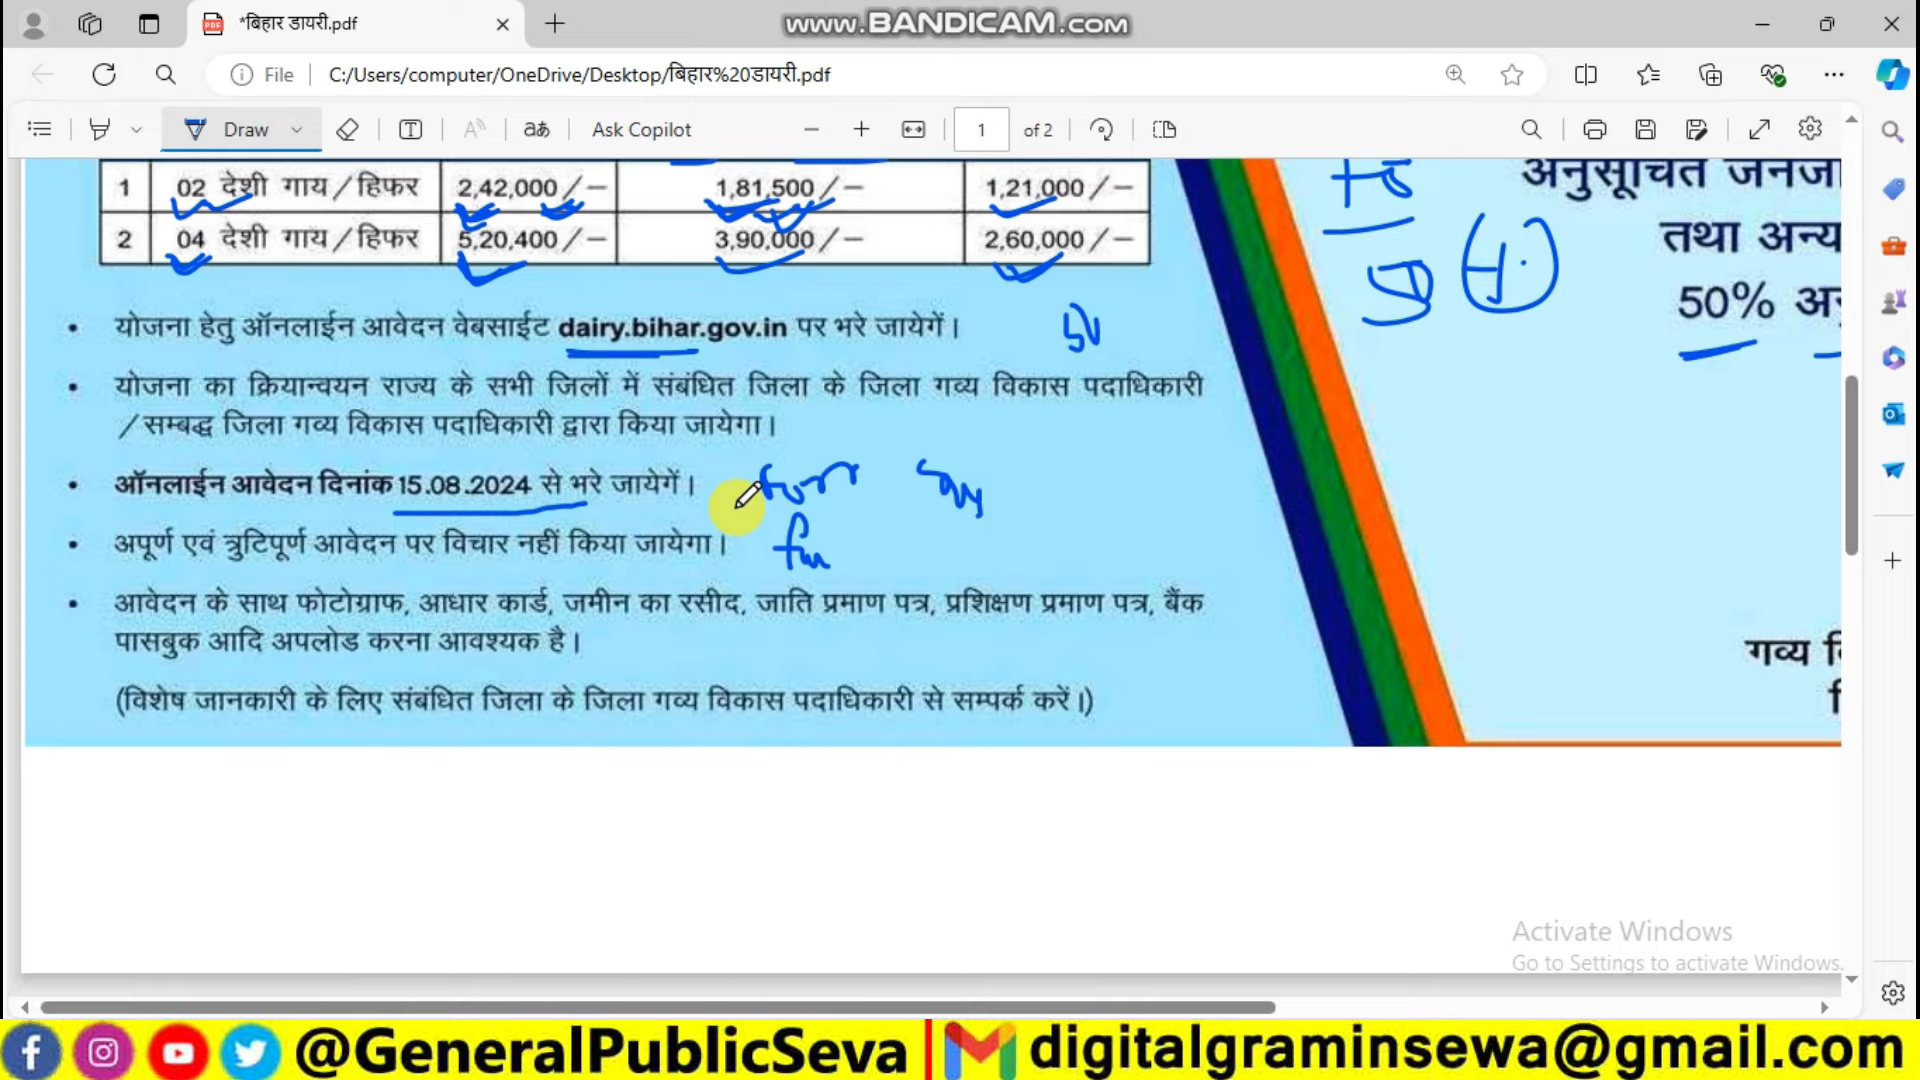 *बिहार डायरी.pdf
www.BANDICAM.com
File
C:/Users/computer/OneDrive/Desktop/बिहार%20डायरी.pdf
Draw
aあ
Ask Copilot
1
of 2
1 02 देशी गाय/हिफर 2,42,000/- 1,81,500/- 1,21,000/-
2 04 देशी गाय/हिफर 5,20,400/- 3,90,000/- 2,60,000/-
• योजना हेतु ऑनलाईन आवेदन वेबसाईट dairy.bihar.gov.in पर भरे जायेगें।
• योजना का क्रियान्वयन राज्य के सभी जिलों में संबंधित जिला के जिला गव्य विकास पदाधिकारी
/सम्बद्ध जिला गव्य विकास पदाधिकारी द्वारा किया जायेगा।
• ऑनलाईन आवेदन दिनांक 15.08.2024 से भरे जायेगें।
• अपूर्ण एवं त्रुटिपूर्ण आवेदन पर विचार नहीं किया जायेगा।
• आवेदन के साथ फोटोग्राफ, आधार कार्ड, जमीन का रसीद, जाति प्रमाण पत्र, प्रशिक्षण प्रमाण पत्र, बैंक
पासबुक आदि अपलोड करना आवश्यक है।
(विशेष जानकारी के लिए संबंधित जिला के जिला गव्य विकास पदाधिकारी से सम्पर्क करें।)
अनुसूचित जनजा
तथा अन्य
50% अनु
गव्य वि
Activate Windows
Go to Settings to activate Windows.
@GeneralPublicSeva
digitalgraminsewa@gmail.com